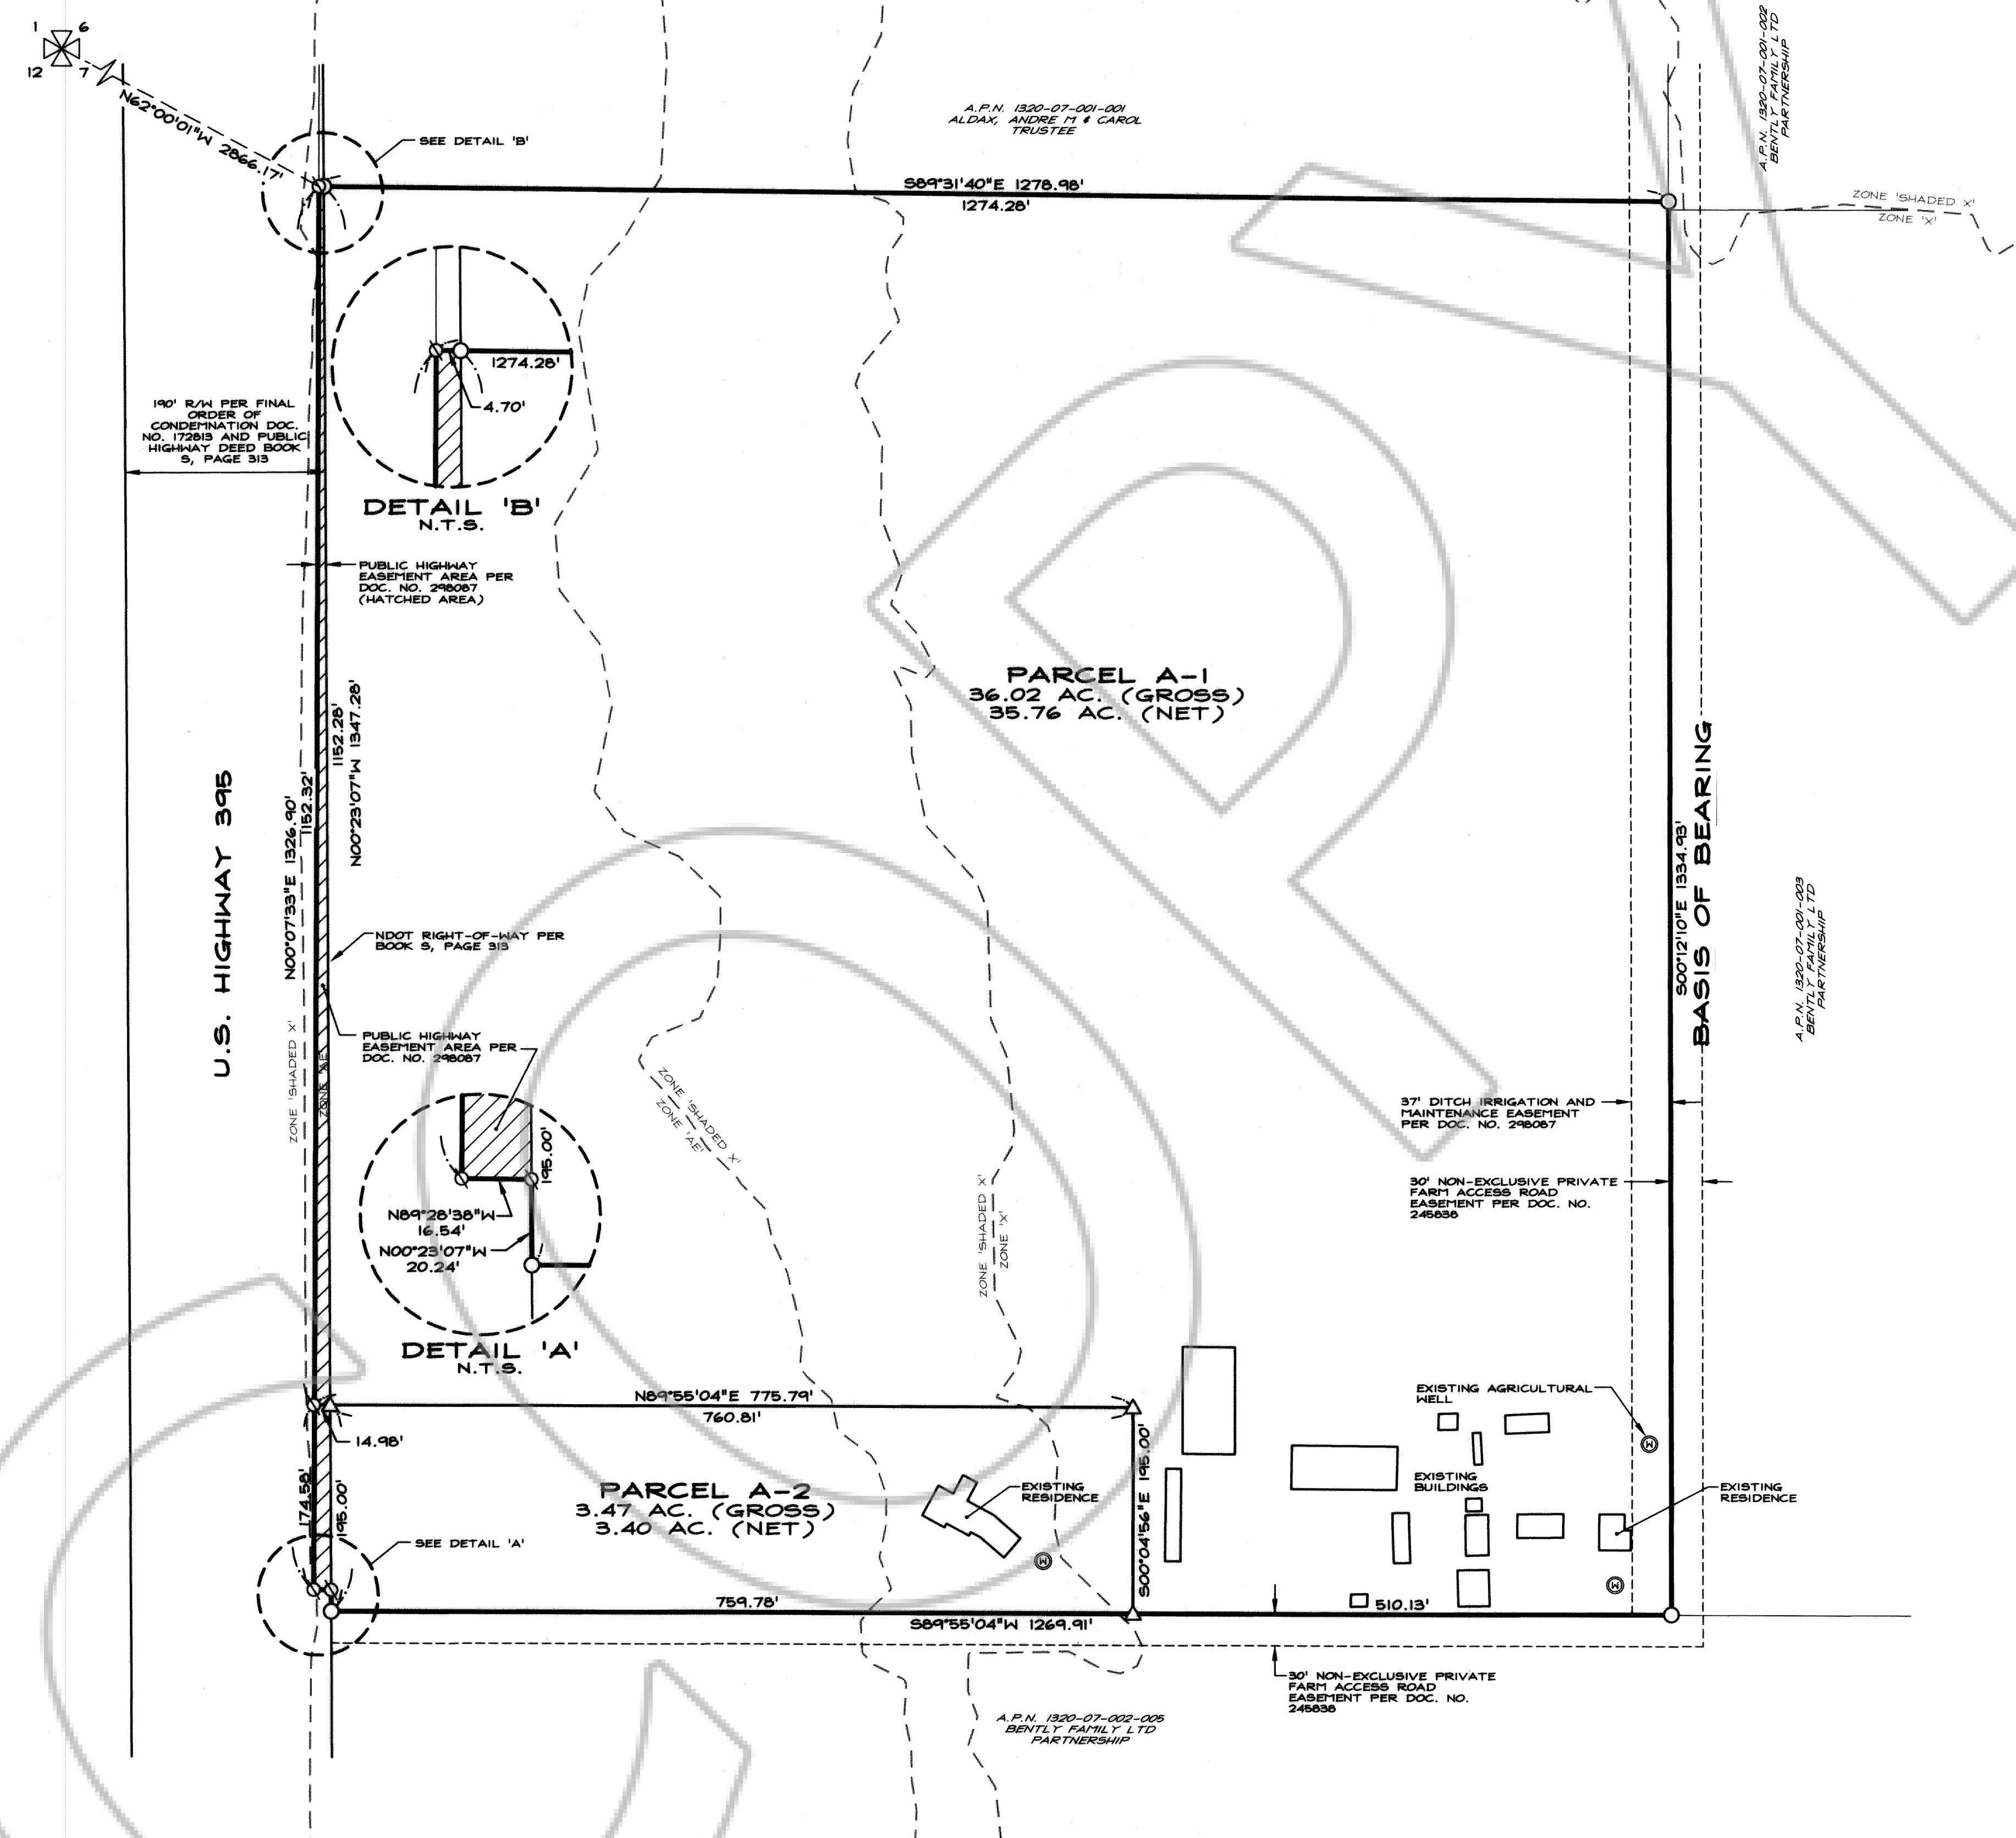 1 6
12 7
N62°00'01"W 2866.17'
SEE DETAIL 'B'
A.P.N. 1320-07-001-001
ALDAX, ANDRE M & CAROL
TRUSTEE
A.P.N. 1320-07-001-002
BENTLY FAMILY LTD
PARTNERSHIP
S89°31'40"E 1278.98'
1274.28'
ZONE 'SHADED X'
ZONE 'X'
1274.28'
4.70'
DETAIL 'B'
N.T.S.
190' R/W PER FINAL
ORDER OF
CONDEMNATION DOC.
NO. 172813 AND PUBLIC
HIGHWAY DEED BOOK
S, PAGE 313
PUBLIC HIGHWAY
EASEMENT AREA PER
DOC. NO. 298087
(HATCHED AREA)
PARCEL A-1
36.02 AC. (GROSS)
35.76 AC. (NET)
U.S. HIGHWAY 395
N00°07'33"E 1326.90'
1152.32'
1152.28'
N00°23'07"W 1347.28'
S00°12'10"E 1334.93'
BASIS OF BEARING
A.P.N. 1320-07-001-003
BENTLY FAMILY LTD
PARTNERSHIP
NDOT RIGHT-OF-WAY PER
BOOK S, PAGE 313
PUBLIC HIGHWAY
EASEMENT AREA PER
DOC. NO. 298087
ZONE 'SHADED X'
ZONE 'AE'
ZONE 'SHADED X'
ZONE 'AE'
195.00'
N89°28'38"W
16.54'
N00°23'07"W
20.24'
DETAIL 'A'
N.T.S.
ZONE 'SHADED X'
ZONE 'X'
37' DITCH IRRIGATION AND
MAINTENANCE EASEMENT
PER DOC. NO. 298087
30' NON-EXCLUSIVE PRIVATE
FARM ACCESS ROAD
EASEMENT PER DOC. NO.
245838
N89°55'04"E 775.79'
760.81'
14.98'
174.58'
195.00'
PARCEL A-2
3.47 AC. (GROSS)
3.40 AC. (NET)
EXISTING
RESIDENCE
W
S00°04'56"E 195.00'
EXISTING AGRICULTURAL
WELL
W
EXISTING
BUILDINGS
EXISTING
RESIDENCE
W
SEE DETAIL 'A'
759.78'
510.13'
S89°55'04"W 1269.91'
30' NON-EXCLUSIVE PRIVATE
FARM ACCESS ROAD
EASEMENT PER DOC. NO.
245838
A.P.N. 1320-07-002-005
BENTLY FAMILY LTD
PARTNERSHIP
COPY